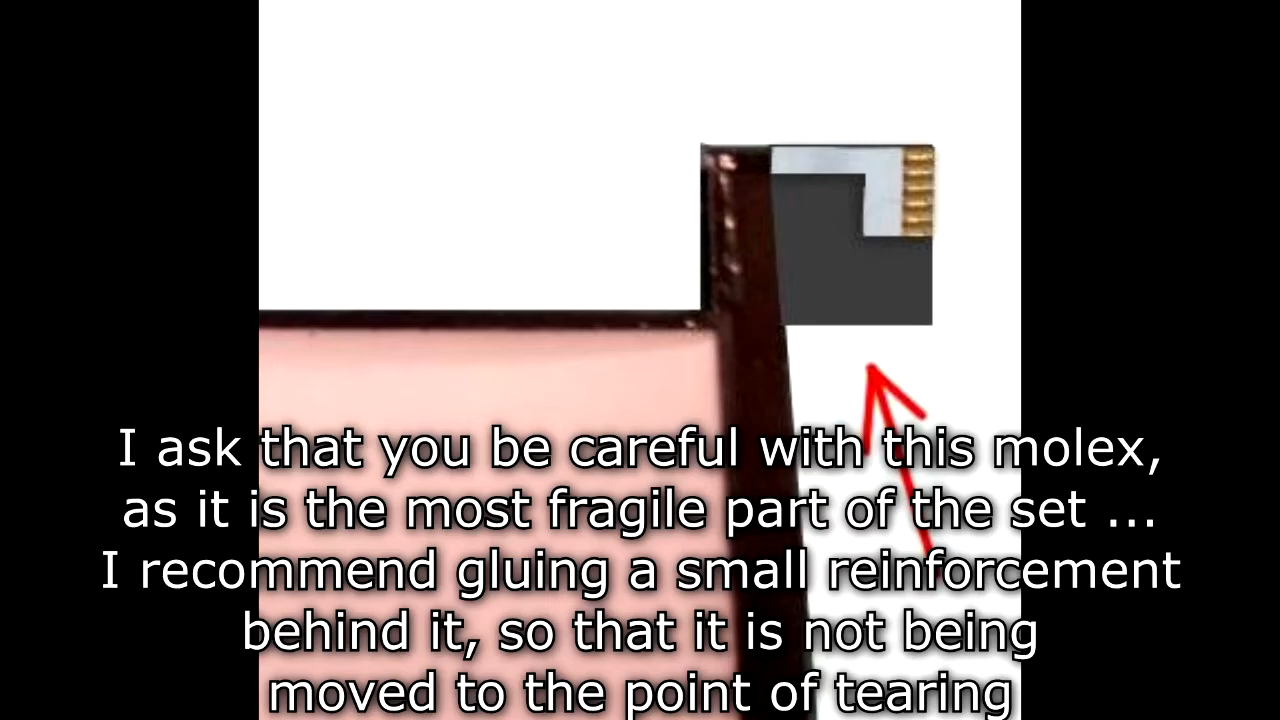 I ask that you be careful with this molex,
as it is the most fragile part of the set ...
I recommend gluing a small reinforcement
behind it, so that it is not being
moved to the point of tearing